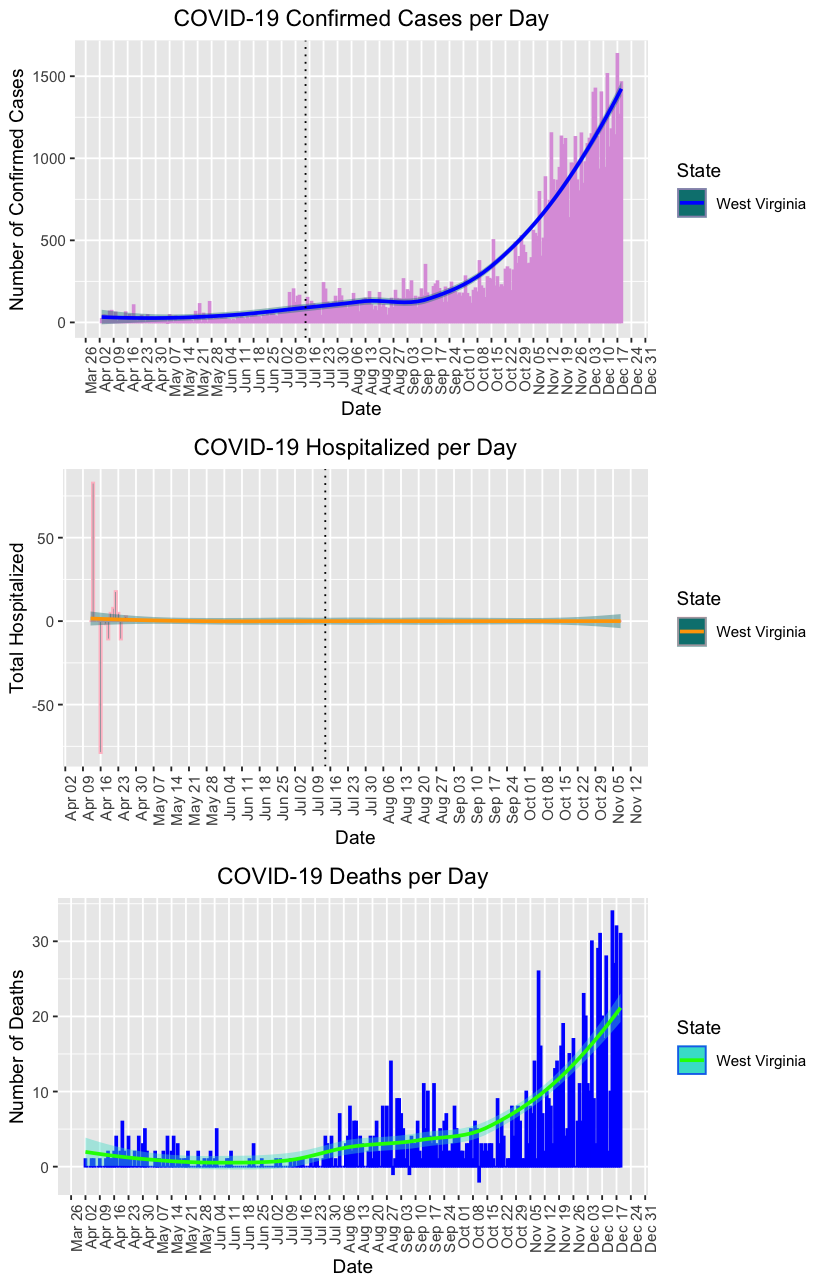 COVID-19 Confirmed Cases per Day
Number of Confirmed Cases
1500
1000
500
0
Mar 26
Apr 02
Apr 09
Apr 16
Apr 23
Apr 30
May 07
May 14
May 21
May 28
Jun 04
Jun 11
Jun 18
Jun 25
Jul 02
Jul 09
Jul 16
Jul 23
Jul 30
Aug 06
Aug 13
Aug 20
Aug 27
Sep 03
Sep 10
Sep 17
Sep 24
Oct 01
Oct 08
Oct 15
Oct 22
Oct 29
Nov 05
Nov 12
Nov 19
Nov 26
Dec 03
Dec 10
Dec 17
Dec 24
Dec 31
Date
State
West Virginia
COVID-19 Hospitalized per Day
Total Hospitalized
50
0
-50
Apr 02
Apr 09
Apr 16
Apr 23
Apr 30
May 07
May 14
May 21
May 28
Jun 04
Jun 11
Jun 18
Jun 25
Jul 02
Jul 09
Jul 16
Jul 23
Jul 30
Aug 06
Aug 13
Aug 20
Aug 27
Sep 03
Sep 10
Sep 17
Sep 24
Oct 01
Oct 08
Oct 15
Oct 22
Oct 29
Nov 05
Nov 12
Date
State
West Virginia
COVID-19 Deaths per Day
Number of Deaths
30
20
10
0
Mar 26
Apr 02
Apr 09
Apr 16
Apr 23
Apr 30
May 07
May 14
May 21
May 28
Jun 04
Jun 11
Jun 18
Jun 25
Jul 02
Jul 09
Jul 16
Jul 23
Jul 30
Aug 06
Aug 13
Aug 20
Aug 27
Sep 03
Sep 10
Sep 17
Sep 24
Oct 01
Oct 08
Oct 15
Oct 22
Oct 29
Nov 05
Nov 12
Nov 19
Nov 26
Dec 03
Dec 10
Dec 17
Dec 24
Dec 31
Date
State
West Virginia